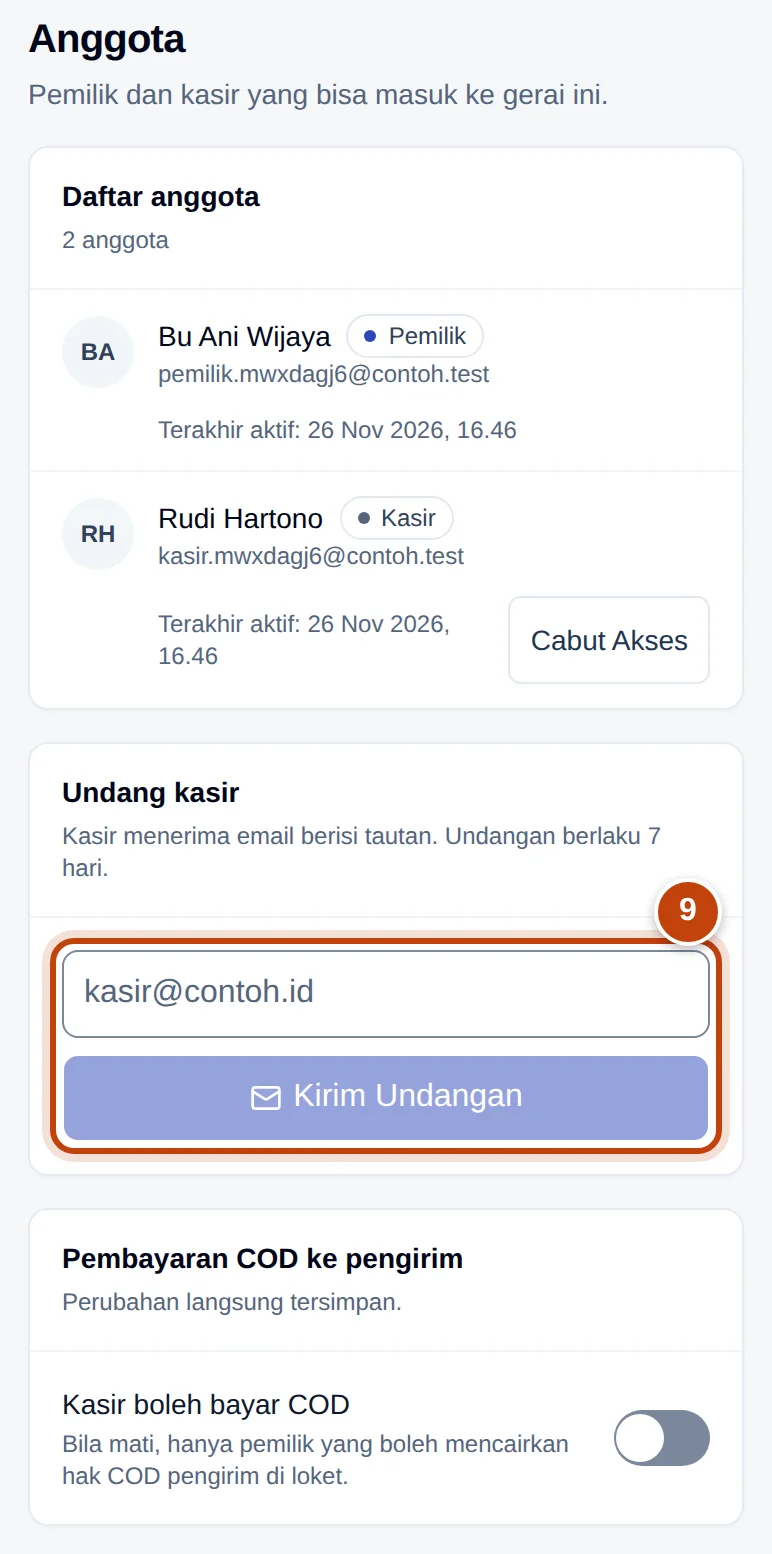 Anggota
Pemilik dan kasir yang bisa masuk ke gerai ini.
Daftar anggota
2 anggota
BA
Bu Ani Wijaya
Pemilik
pemilik.mwxdagj6@contoh.test
Terakhir aktif: 26 Nov 2026, 16.46
RH
Rudi Hartono
Kasir
kasir.mwxdagj6@contoh.test
Terakhir aktif: 26 Nov 2026,
16.46
Cabut Akses
Undang kasir
Kasir menerima email berisi tautan. Undangan berlaku 7
hari.
9
kasir@contoh.id
Kirim Undangan
Pembayaran COD ke pengirim
Perubahan langsung tersimpan.
Kasir boleh bayar COD
Bila mati, hanya pemilik yang boleh mencairkan
hak COD pengirim di loket.